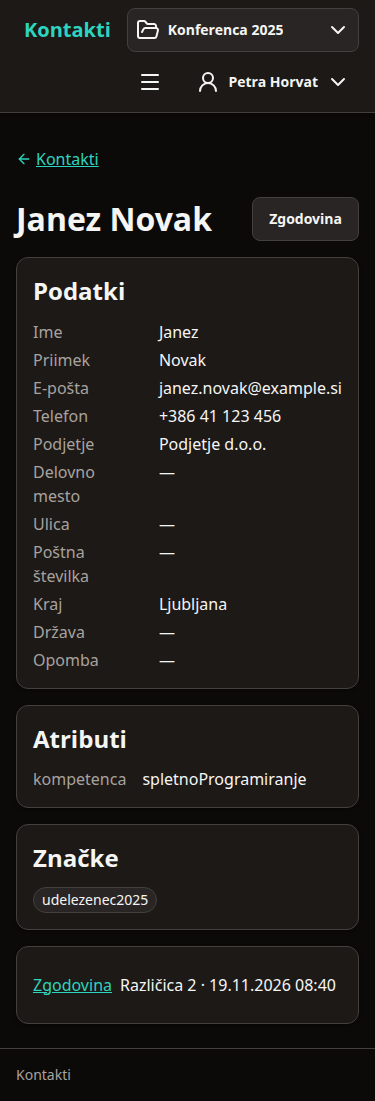 Kontakti
Konferenca 2025
Petra Horvat
← Kontakti
Janez Novak
Zgodovina
Podatki
Ime Janez
Priimek Novak
E-pošta janez.novak@example.si
Telefon +386 41 123 456
Podjetje Podjetje d.o.o.
Delovno mesto —
Ulica —
Poštna številka —
Kraj Ljubljana
Država —
Opomba —
Atributi
kompetenca spletnoProgramiranje
Značke
udelezenec2025
Zgodovina Različica 2 · 19.11.2026 08:40
Kontakti